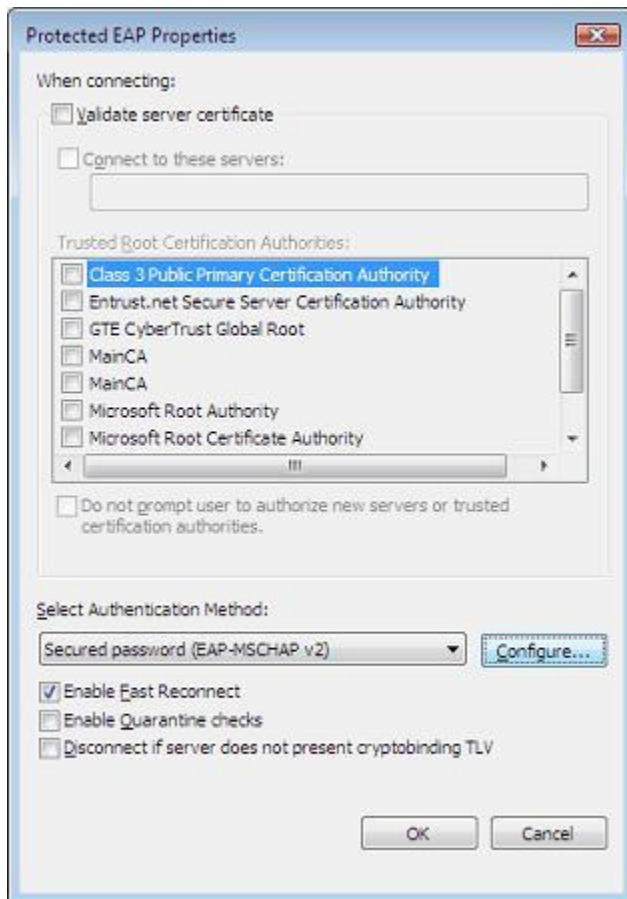 Protected EAP Properties
When connecting:
Validate server certificate
Connect to these servers:
Trusted Root Certification Authorities:
Class 3 Public Primary Certification Authority
Entrust.net Secure Server Certification Authority
GTE CyberTrust Global Root
MainCA
MainCA
Microsoft Root Authority
Microsoft Root Certificate Authority
Do not prompt user to authorize new servers or trusted
certification authorities.
Select Authentication Method:
Secured password (EAP-MSCHAP v2)
Configure...
Enable Fast Reconnect
Enable Quarantine checks
Disconnect if server does not present cryptobinding TLV
OK
Cancel